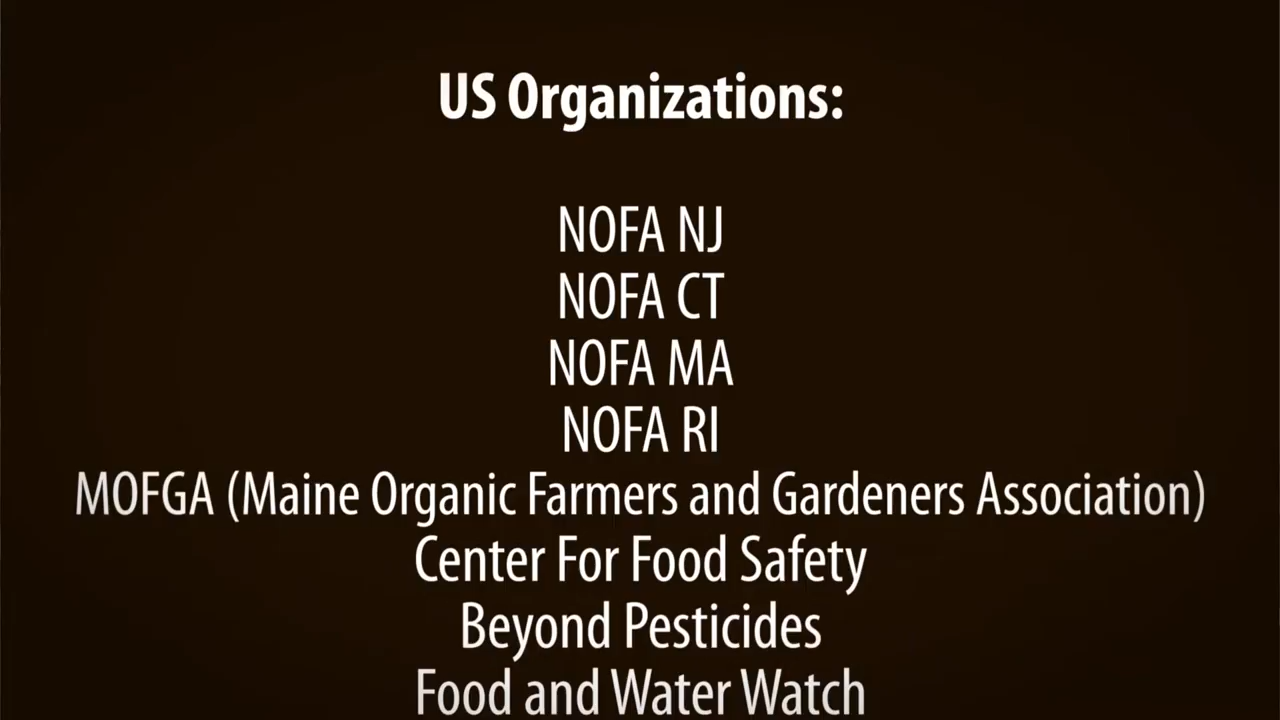 US Organizations:
NOFA NJ
NOFA CT
NOFA MA
NOFA RI
MOFGA (Maine Organic Farmers and Gardeners Association)
Center For Food Safety
Beyond Pesticides
Food and Water Watch